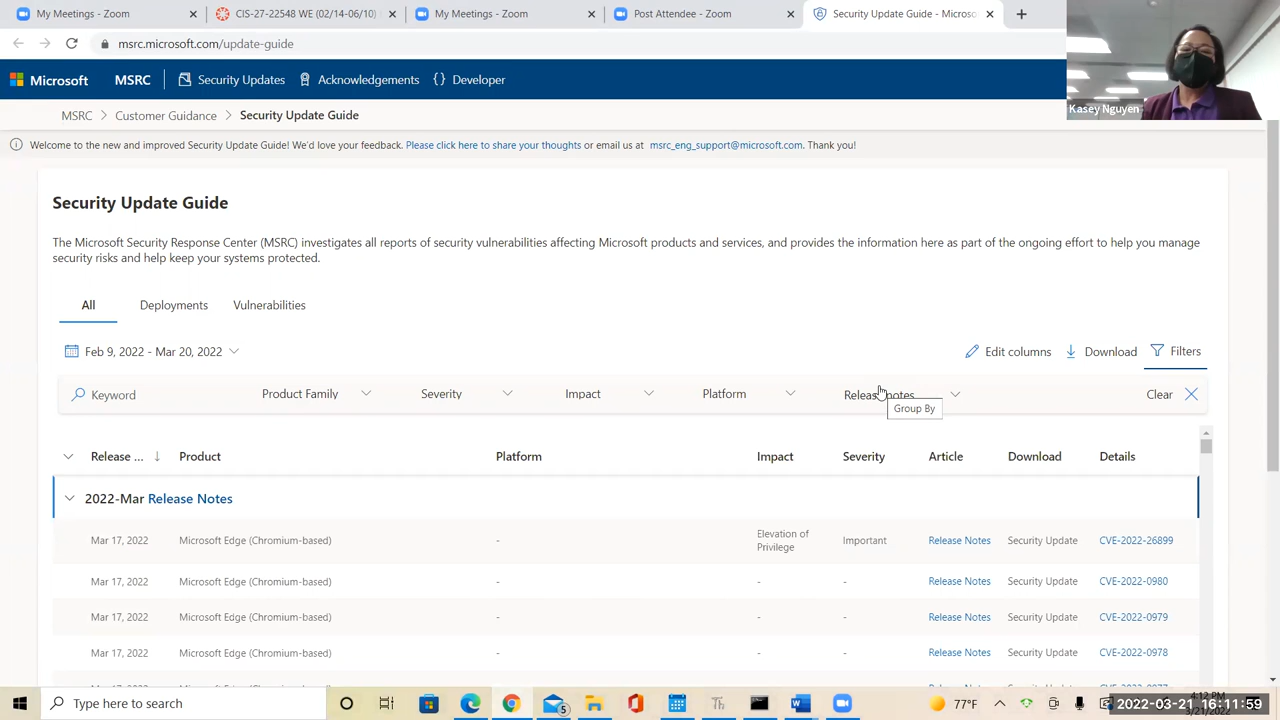 My Meetings - Zoom
CIS-27-22548 WE (02/14-06/10)
My Meetings - Zoom
Post Attendee - Zoom
Security Update Guide - Microso
msrc.microsoft.com/update-guide
Kasey Nguyen
Microsoft MSRC Security Updates Acknowledgements {} Developer
MSRC > Customer Guidance > Security Update Guide
Welcome to the new and improved Security Update Guide! We'd love your feedback. Please click here to share your thoughts or email us at msrc_eng_support@microsoft.com. Thank you!
Security Update Guide
The Microsoft Security Response Center (MSRC) investigates all reports of security vulnerabilities affecting Microsoft products and services, and provides the information here as part of the ongoing effort to help you manage
security risks and help keep your systems protected.
All Deployments Vulnerabilities
Feb 9, 2022 - Mar 20, 2022 Edit columns Download Filters
Keyword Product Family Severity Impact Platform Release notes Clear
Group By
Release ... Product Platform Impact Severity Article Download Details
2022-Mar Release Notes
Mar 17, 2022 Microsoft Edge (Chromium-based) - Elevation of Privilege Important Release Notes Security Update CVE-2022-26899
Mar 17, 2022 Microsoft Edge (Chromium-based) - - - Release Notes Security Update CVE-2022-0980
Mar 17, 2022 Microsoft Edge (Chromium-based) - - - Release Notes Security Update CVE-2022-0979
Mar 17, 2022 Microsoft Edge (Chromium-based) - - - Release Notes Security Update CVE-2022-0978
Type here to search
5
77°F
4:12 PM
2022-03-21 16:11:59
3/21/2022